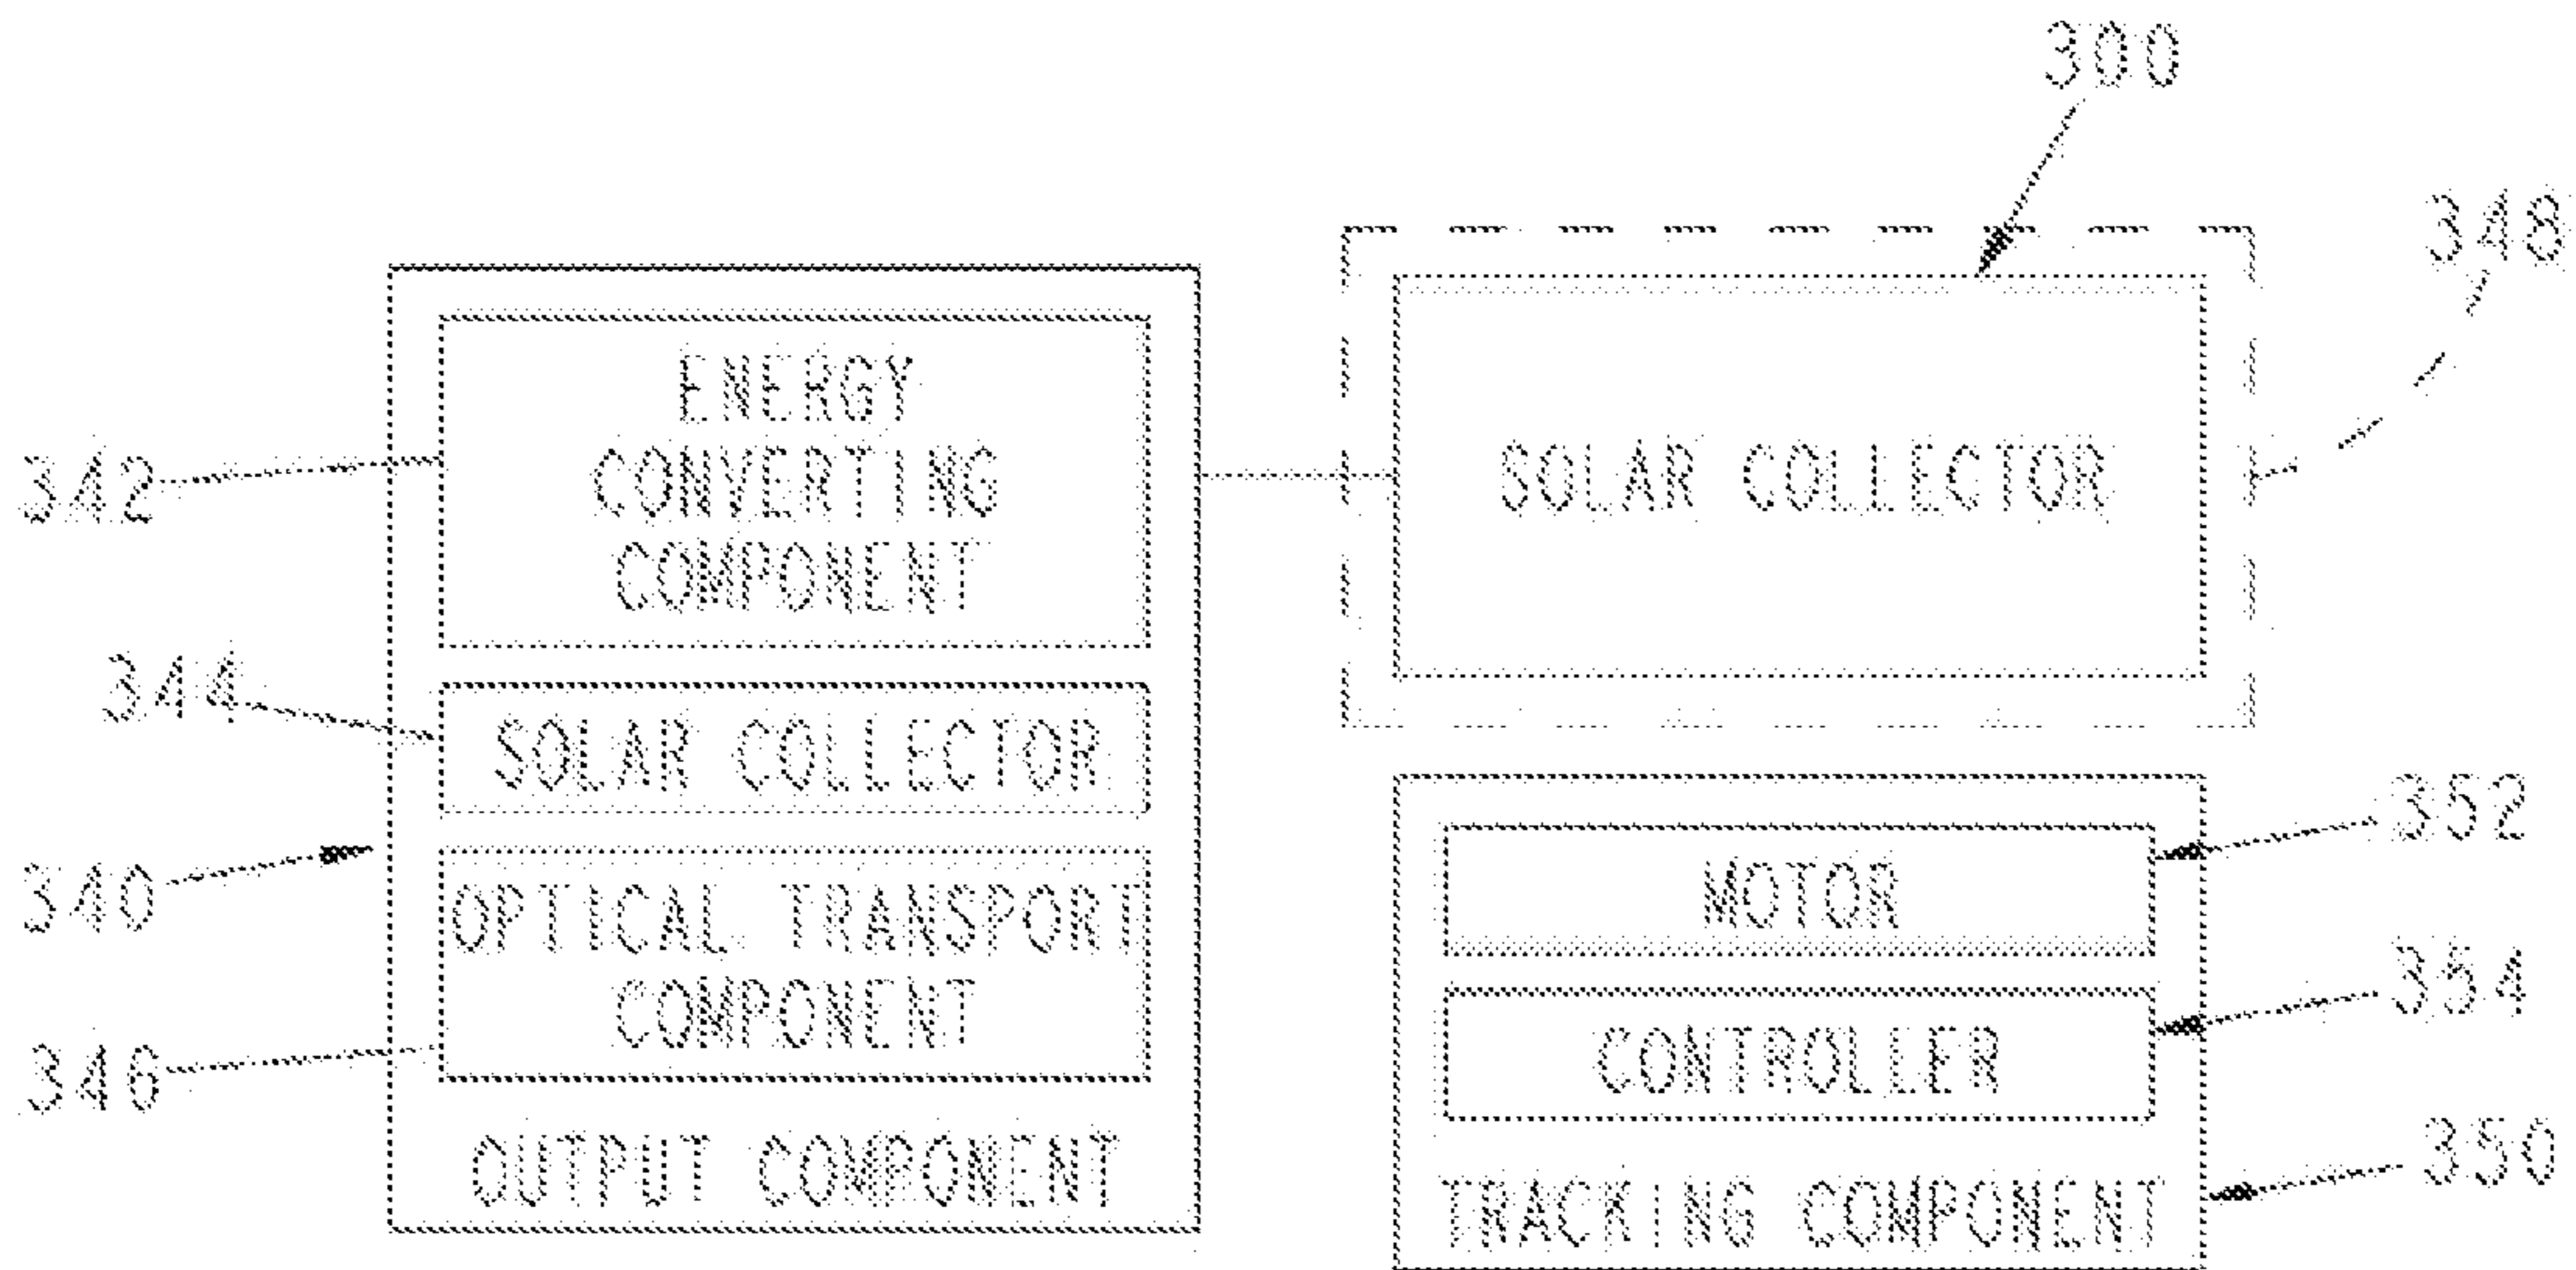 300
348
ENERGY
CONVERTING
COMPONENT
342
SOLAR COLLECTOR
344
SOLAR COLLECTOR
340
OPTICAL TRANSPORT
COMPONENT
346
OUTPUT COMPONENT
352
MOTOR
354
CONTROLLER
350
TRACKING COMPONENT